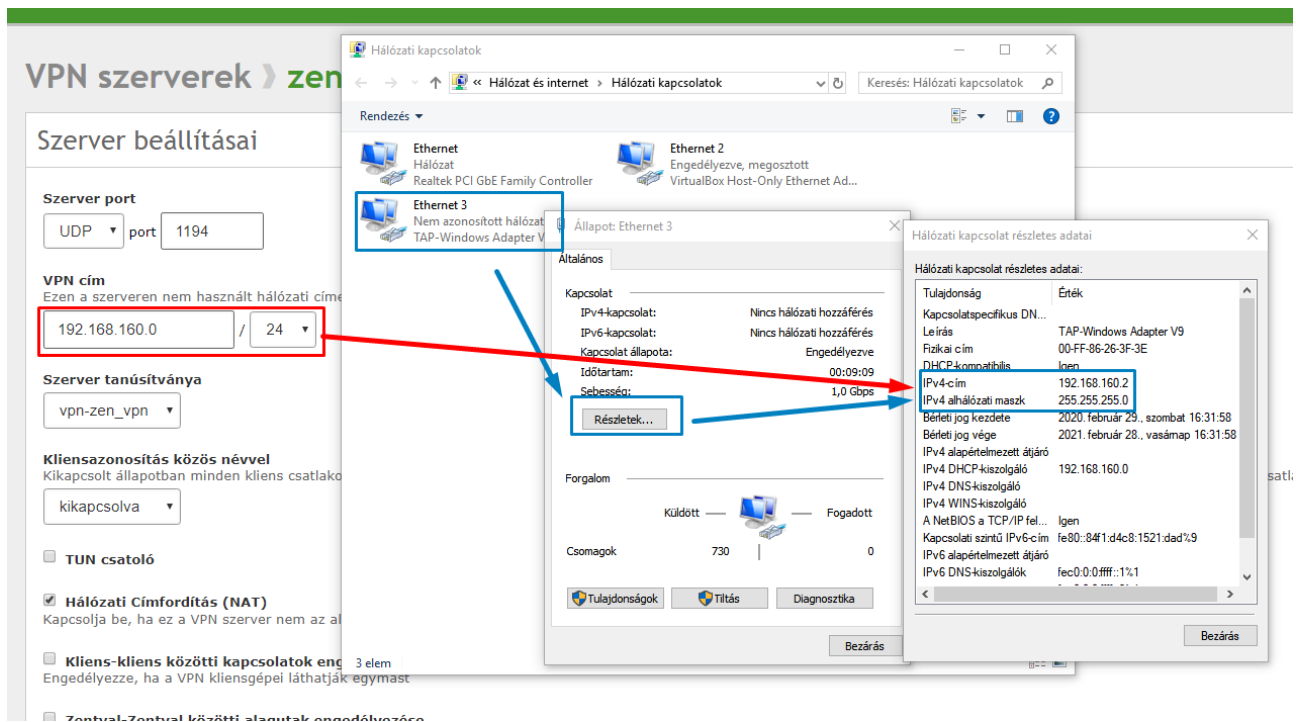 VPN szerverek › zen
Szerver beállításai
Szerver port
UDP port 1194
VPN cím
Ezen a szerveren nem használt hálózati címe
192.168.160.0 / 24
Szerver tanúsítványa
vpn-zen_vpn
Kliensazonosítás közös névvel
Kikapcsolt állapotban minden kliens csatlako
kikapcsolva
TUN csatoló
Hálózati Címfordítás (NAT)
Kapcsolja be, ha ez a VPN szerver nem az al
Kliens-kliens közötti kapcsolatok eng
Engedélyezze, ha a VPN kliensgépei láthatják egymást
Zentyal-Zentyal közötti alagutak engedélyezése
Hálózati kapcsolatok
« Hálózat és internet › Hálózati kapcsolatok
Keresés: Hálózati kapcsolatok
Rendezés
Ethernet
Hálózat
Realtek PCI GbE Family Controller
Ethernet 2
Engedélyezve, megosztott
VirtualBox Host-Only Ethernet Ad...
Ethernet 3
Nem azonosított hálózat
TAP-Windows Adapter V
3 elem
Állapot: Ethernet 3
Általános
Kapcsolat
IPv4-kapcsolat: Nincs hálózati hozzáférés
IPv6-kapcsolat: Nincs hálózati hozzáférés
Kapcsolat állapota: Engedélyezve
Időtartam: 00:09:09
Sebesség: 1,0 Gbps
Részletek...
Forgalom
Küldött — — Fogadott
Csomagok 730 0
Tulajdonságok Tiltás Diagnosztika
Bezárás
Hálózati kapcsolat részletes adatai
Hálózati kapcsolat részletes adatai:
Tulajdonság Érték
Kapcsolatspecifikus DN...
Leírás TAP-Windows Adapter V9
Fizikai cím 00-FF-86-26-3F-3E
DHCP-kompatibilis Igen
IPv4-cím 192.168.160.2
IPv4 alhálózati maszk 255.255.255.0
Bérleti jog kezdete 2020. február 29., szombat 16:31:58
Bérleti jog vége 2021. február 28., vasárnap 16:31:58
IPv4 alapértelmezett átjáró
IPv4 DHCP-kiszolgáló 192.168.160.0
IPv4 DNS-kiszolgáló
IPv4 WINS-kiszolgáló
A NetBIOS a TCP/IP fel... Igen
Kapcsolati szintű IPv6-cím fe80::84f1:d4c8:1521:dad%9
IPv6 alapértelmezett átjáró
IPv6 DNS-kiszolgálók fec0:0:0:ffff::1%1
Bezárás
satla